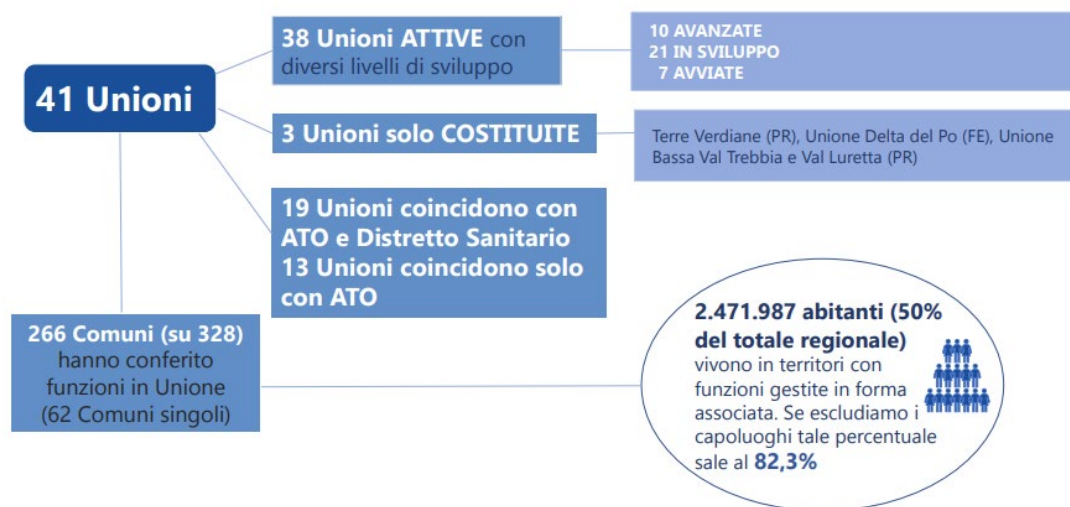 41 Unioni
38 Unioni ATTIVE con
diversi livelli di sviluppo
10 AVANZATE
21 IN SVILUPPO
7 AVVIATE
3 Unioni solo COSTITUITE
Terre Verdiane (PR), Unione Delta del Po (FE), Unione
Bassa Val Trebbia e Val Luretta (PR)
19 Unioni coincidono con
ATO e Distretto Sanitario
13 Unioni coincidono solo
con ATO
266 Comuni (su 328)
hanno conferito
funzioni in Unione
(62 Comuni singoli)
2.471.987 abitanti (50%
del totale regionale)
vivono in territori con
funzioni gestite in forma
associata. Se escludiamo i
capoluoghi tale percentuale
sale al 82,3%